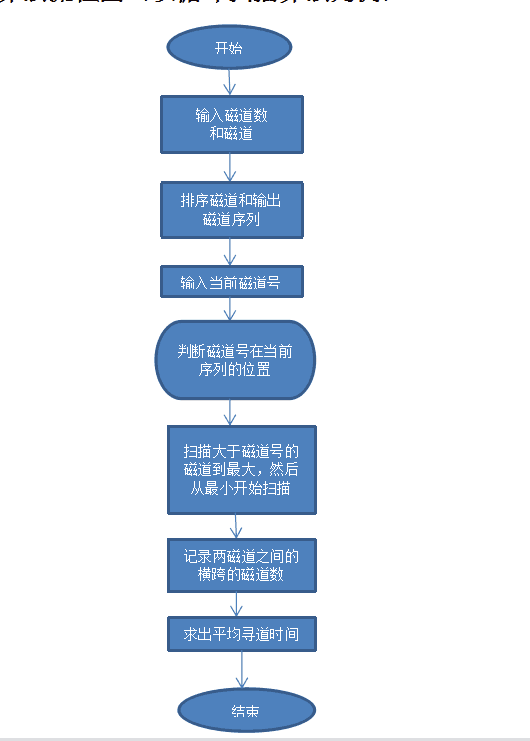 开始
输入磁道数
和磁道
排序磁道和输出
磁道序列
输入当前磁道号
判断磁道号在当前
序列的位置
扫描大于磁道号的
磁道到最大，然后
从最小开始扫描
记录两磁道之间的
横跨的磁道数
求出平均寻道时间
结束